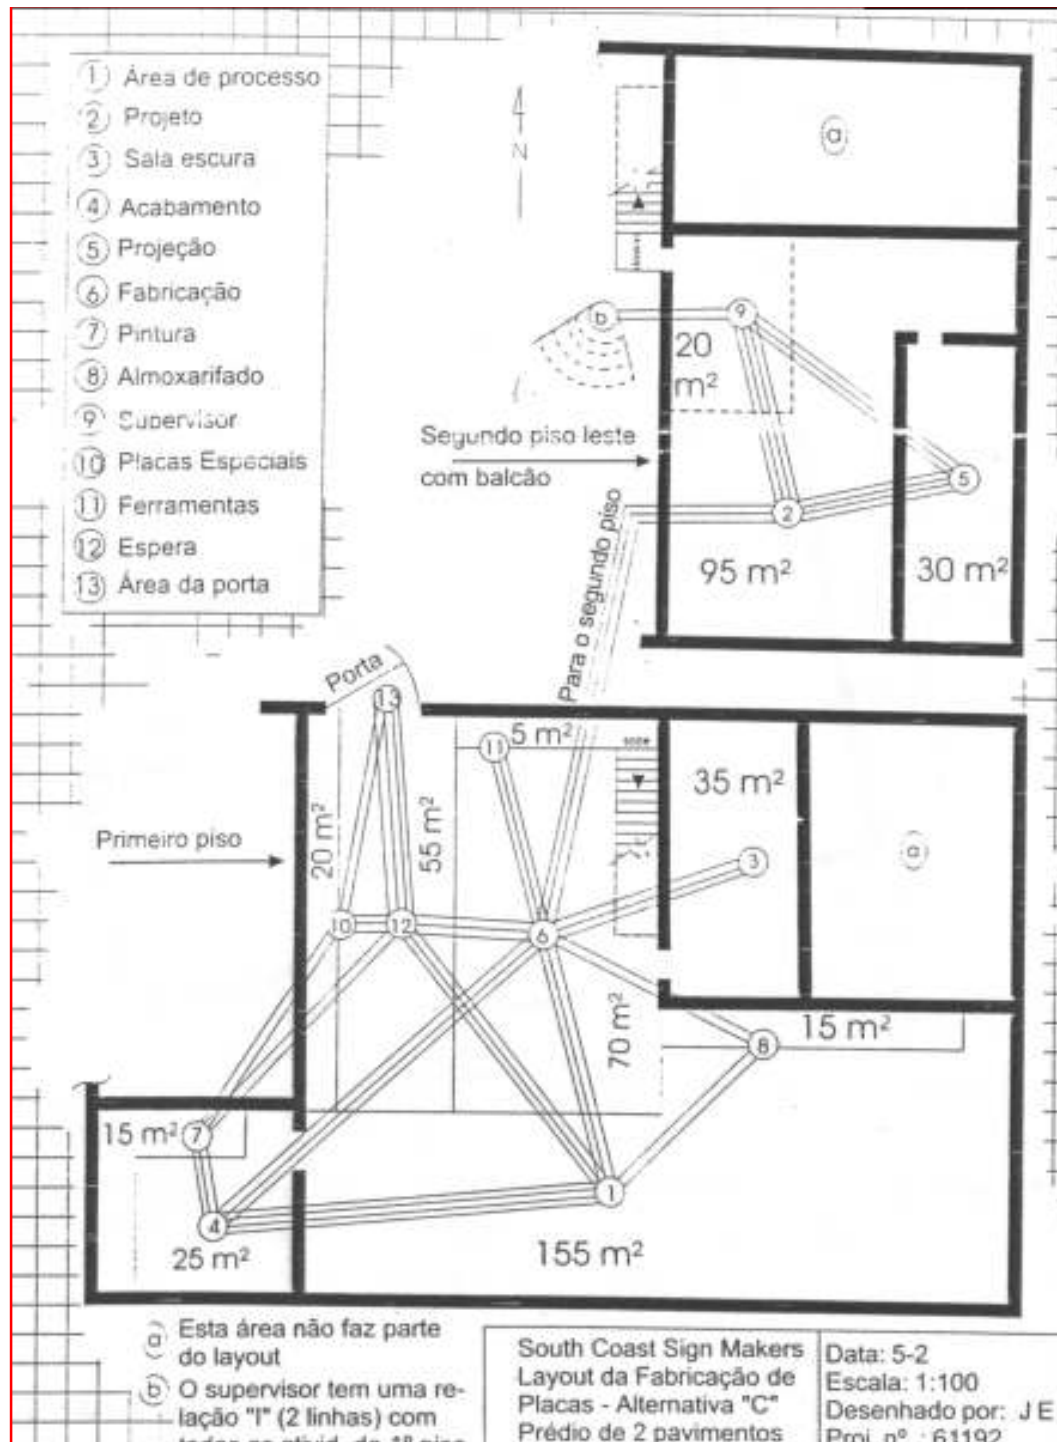 1 Área de processo
2 Projeto
3 Sala escura
4 Acabamento
5 Projeção
6 Fabricação
7 Pintura
8 Almoxarifado
9 Supervisor
10 Placas Especiais
11 Ferramentas
12 Espera
13 Área da porta
N
a
b
9
20
m²
Segundo piso leste
com balcão
5
2
95 m²
30 m²
Para o segundo piso
Porta
13
11
5 m²
35 m²
Primeiro piso
20 m²
55 m²
3
a
10
12
6
70 m²
8
15 m²
15 m²
7
1
4
25 m²
155 m²
a Esta área não faz parte
do layout
b O supervisor tem uma re-
lação "I" (2 linhas) com
South Coast Sign Makers
Layout da Fabricação de
Placas - Alternativa "C"
Prédio de 2 pavimentos
Data: 5-2
Escala: 1:100
Desenhado por: J E
Proj. nº : 61192